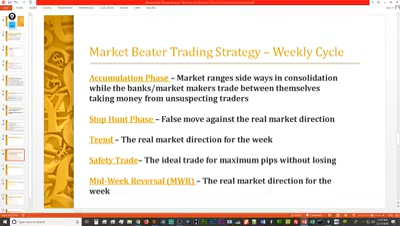 Market Beater Trading Strategy – Weekly Cycle
Accumulation Phase – Market ranges side ways in consolidation
while the banks/market makers trade between themselves
taking money from unsuspecting traders
Stop Hunt Phase – False move against the real market direction
Trend – The real market direction for the week
Safety Trade– The ideal trade for maximum pips without losing
Mid-Week Reversal (MWR) – The real market direction for the
week